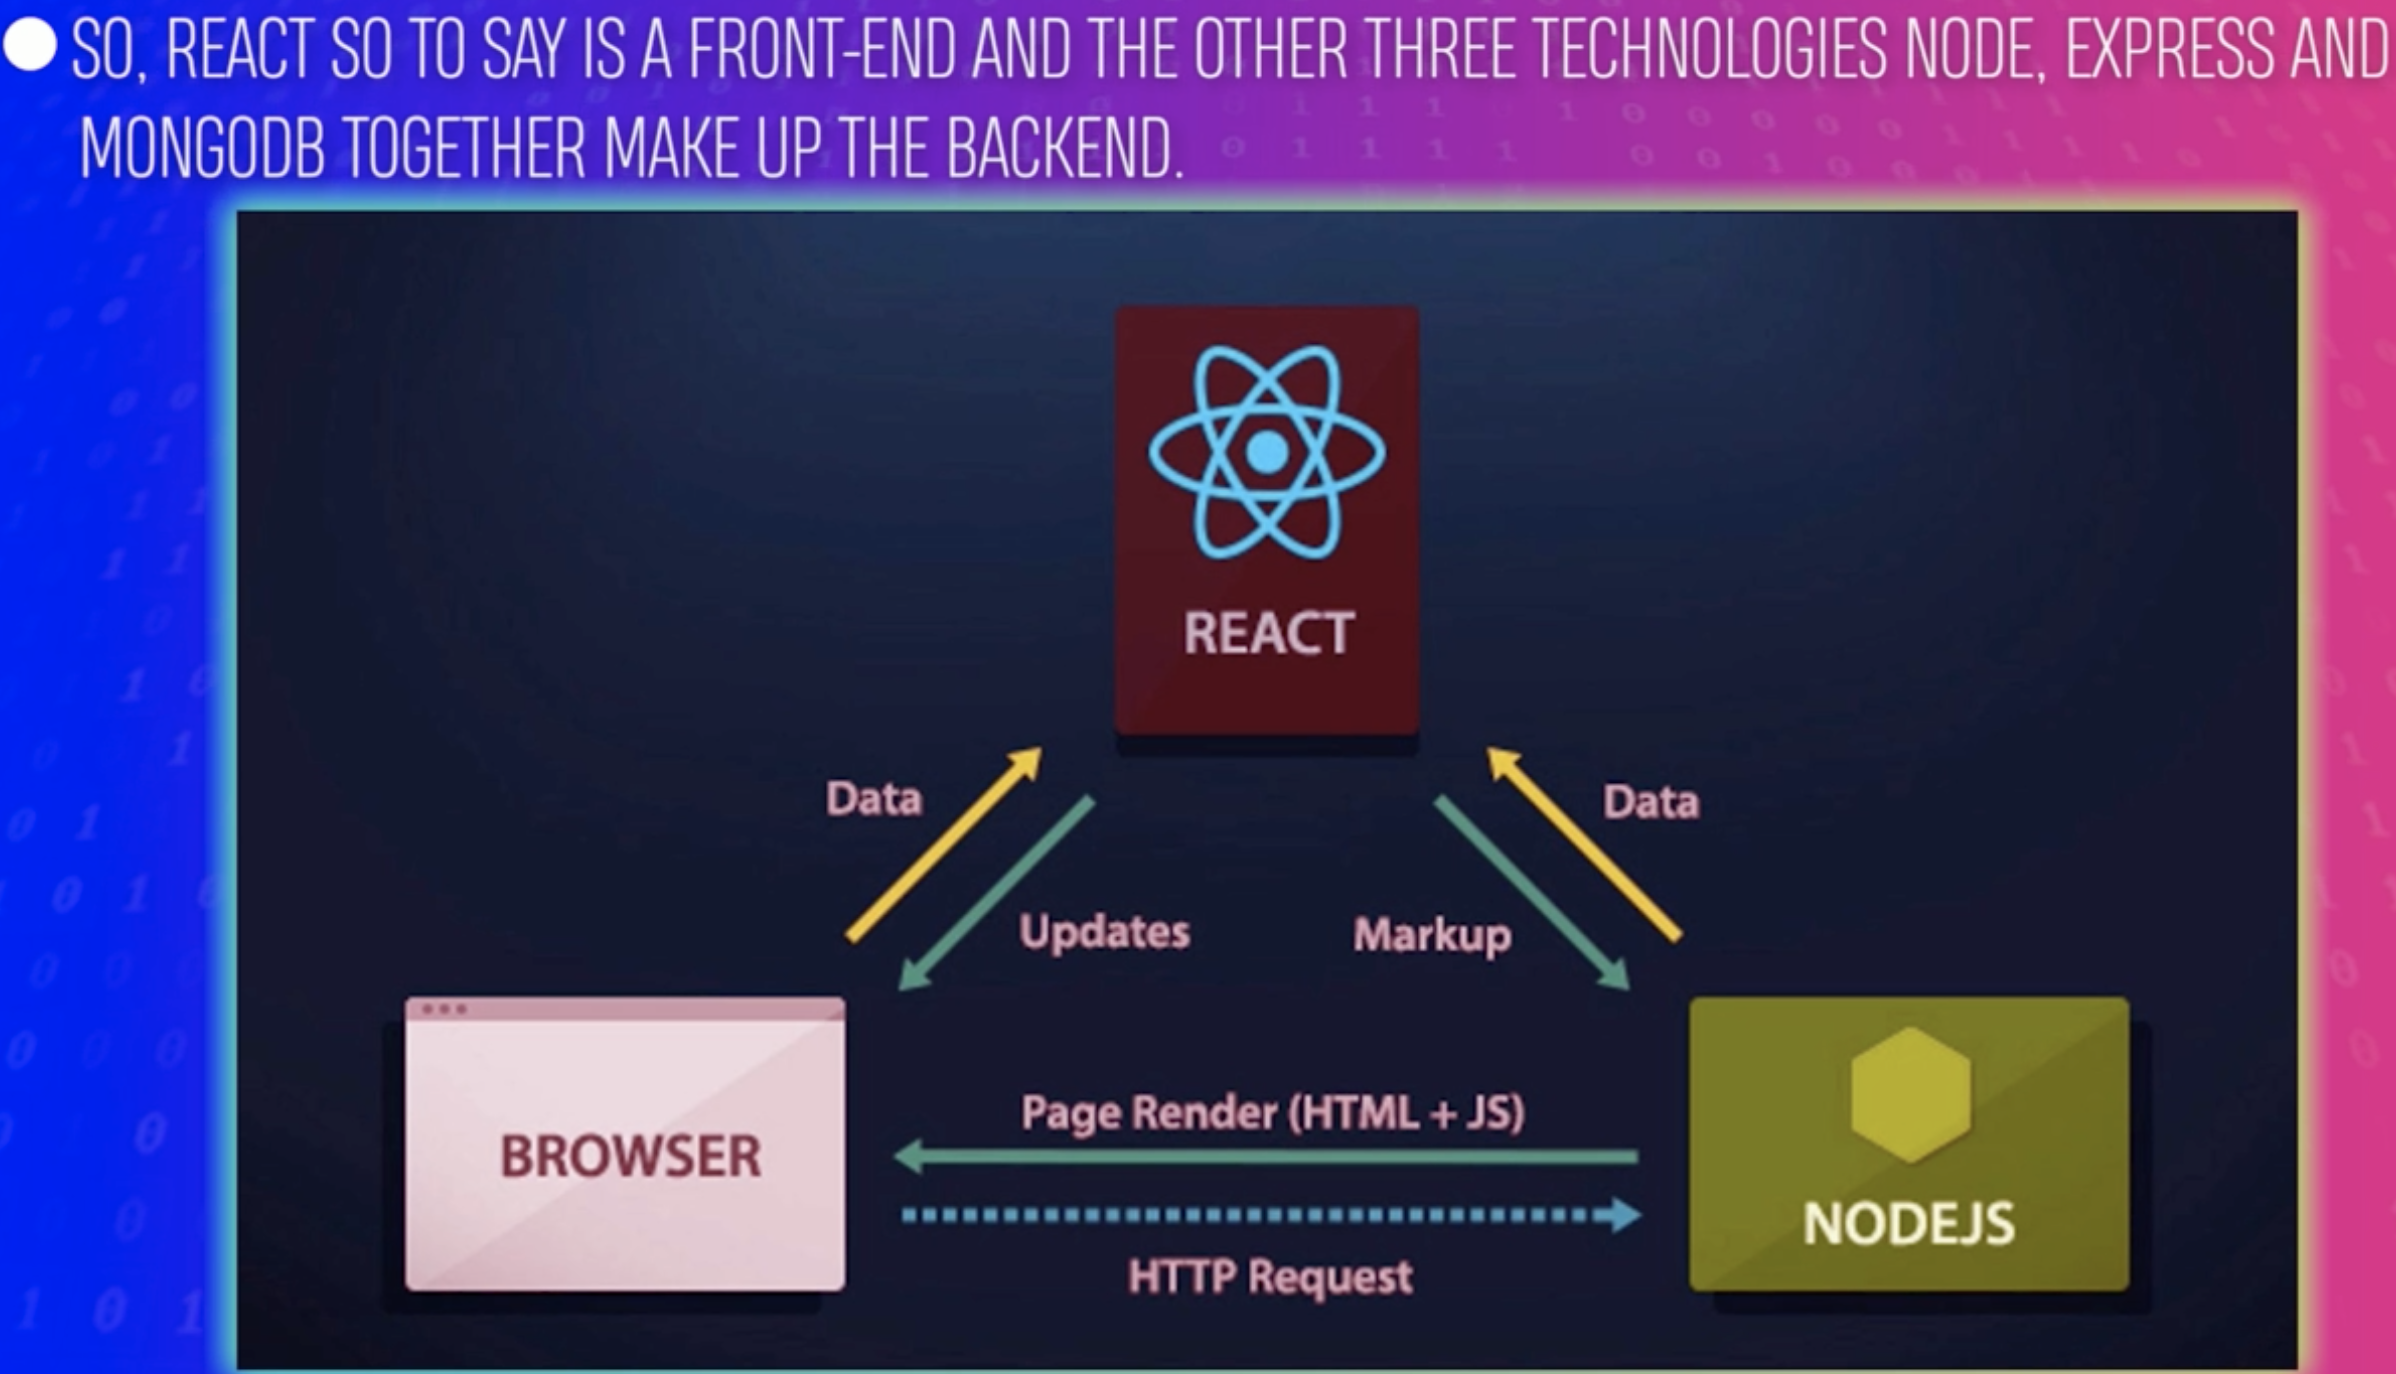 SO, REACT SO TO SAY IS A FRONT-END AND THE OTHER THREE TECHNOLOGIES NODE, EXPRESS AND
MONGODB TOGETHER MAKE UP THE BACKEND.
REACT
Data
Data
Updates
Markup
Page Render (HTML + JS)
BROWSER
NODEJS
HTTP Request